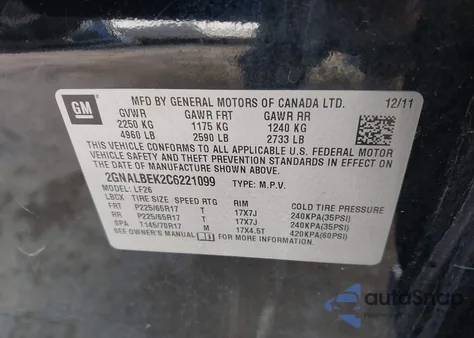 GM
MFD BY GENERAL MOTORS OF CANADA LTD. 12/11
GVWR GAWR FRT GAWR RR
2250 KG 1175 KG 1240 KG
4960 LB 2590 LB 2733 LB
THIS VEHICLE CONFORMS TO ALL APPLICABLE U.S. FEDERAL MOTOR
VEHICLE SAFETY, BUMPER, AND THEFT PREVENTION STANDARDS IN EFFECT ON
THE DATE OF MANUFACTURE SHOWN ABOVE.
2GNALBEK2C6221099 TYPE: M.P.V.
MODEL: LF26
LBCX TIRE SIZE SPEED RTG RIM COLD TIRE PRESSURE
FRT P225/65R17 T 17X7J 240KPA(35PSI)
RR P225/65R17 T 17X7J 240KPA(35PSI)
SPA T145/70R17 M 17X4.5T 420KPA(60PSI)
SEE OWNER'S MANUAL FOR MORE INFORMATION
autoSnap